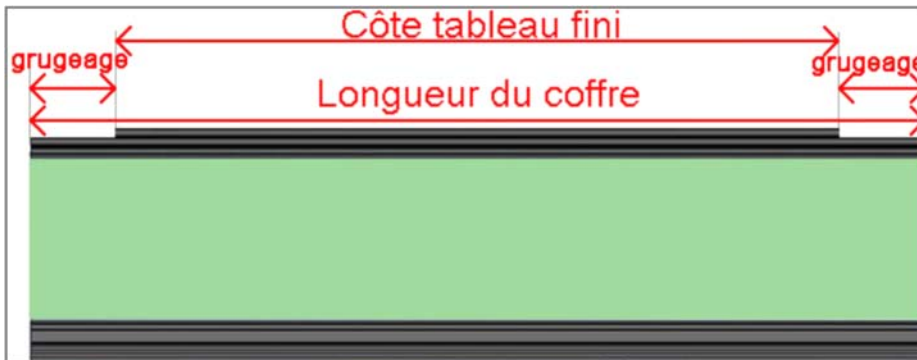 Côte tableau fini
grugeage
grugeage
Longueur du coffre